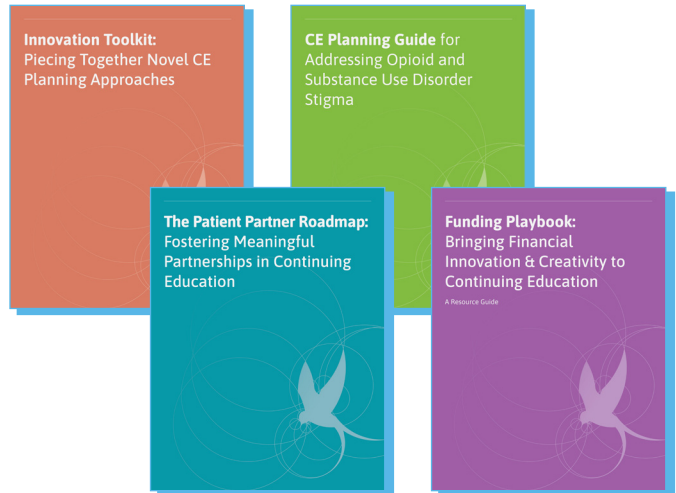 Innovation Toolkit:
Piecing Together Novel CE
Planning Approaches
CE Planning Guide for
Addressing Opioid and
Substance Use Disorder
Stigma
The Patient Partner Roadmap:
Fostering Meaningful
Partnerships in Continuing
Education
Funding Playbook:
Bringing Financial
Innovation & Creativity to
Continuing Education
A Resource Guide